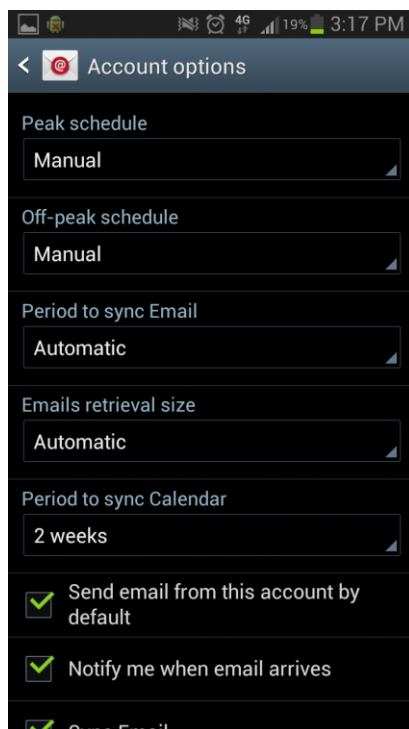 4G 19% 3:17 PM
@ Account options
Peak schedule
Manual
Off-peak schedule
Manual
Period to sync Email
Automatic
Emails retrieval size
Automatic
Period to sync Calendar
2 weeks
Send email from this account by
default
Notify me when email arrives
Sync Email